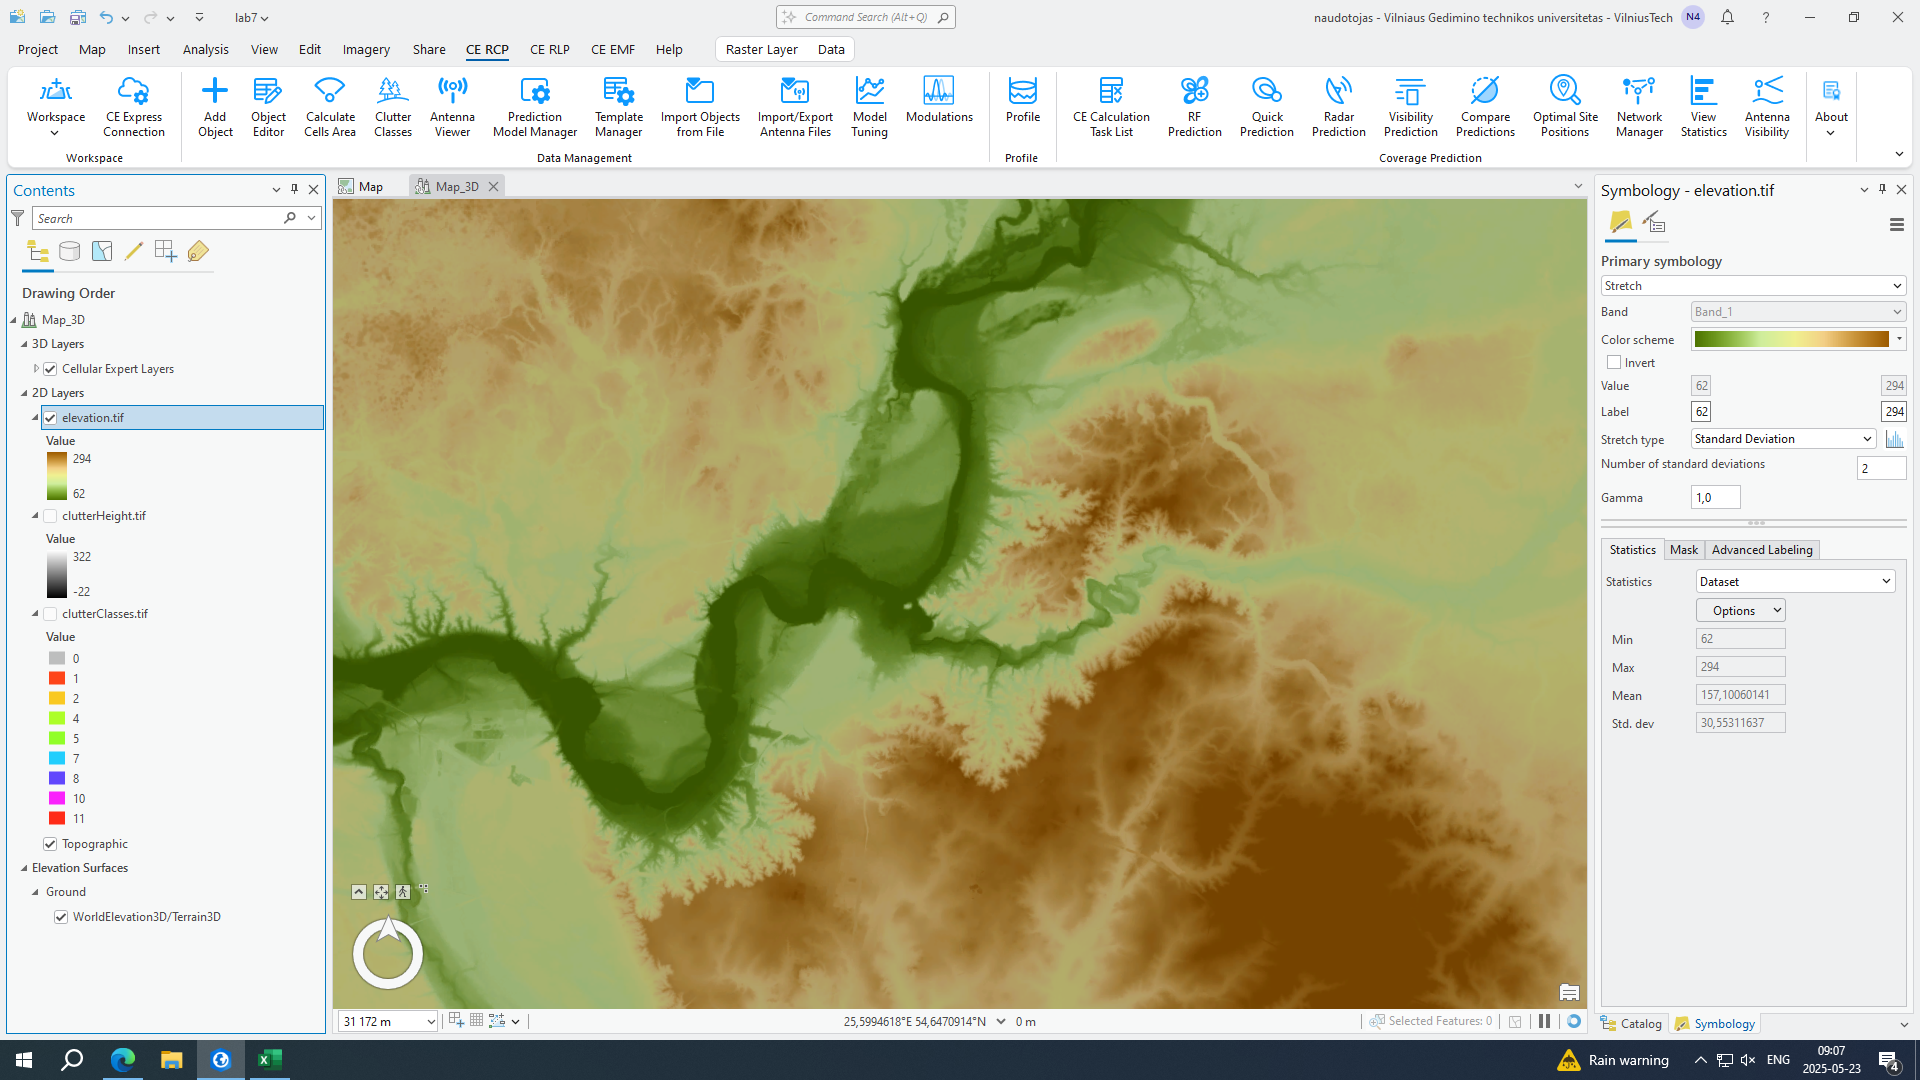 lab7
Command Search (Alt+Q)
naudotojas - Vilniaus Gedimino technikos universitetas - VilniusTech
N4
?
Project Map Insert Analysis View Edit Imagery Share CE RCP CE RLP CE EMF Help Raster Layer Data
Workspace
CE Express Connection
Workspace
Add Object
Object Editor
Calculate Cells Area
Clutter Classes
Antenna Viewer
Prediction Model Manager
Template Manager
Import Objects from File
Import/Export Antenna Files
Model Tuning
Modulations
Data Management
Profile
Profile
CE Calculation Task List
RF Prediction
Quick Prediction
Radar Prediction
Visibility Prediction
Compare Predictions
Optimal Site Positions
Network Manager
View Statistics
Antenna Visibility
Coverage Prediction
About
Contents
Search
Drawing Order
Map_3D
3D Layers
Cellular Expert Layers
2D Layers
elevation.tif
Value
294
62
clutterHeight.tif
Value
322
-22
clutterClasses.tif
Value
0
1
2
4
5
7
8
10
11
Topographic
Elevation Surfaces
Ground
WorldElevation3D/Terrain3D
Map
Map_3D
31 172 m
25,5994618°E 54,6470914°N
0 m
Selected Features: 0
Symbology - elevation.tif
Primary symbology
Stretch
Band Band_1
Color scheme
Invert
Value 62 294
Label 62 294
Stretch type Standard Deviation
Number of standard deviations 2
Gamma 1,0
Statistics Mask Advanced Labeling
Statistics Dataset
Options
Min 62
Max 294
Mean 157,10060141
Std. dev 30,55311637
Catalog Symbology
Rain warning
ENG
09:07
2025-05-23
4